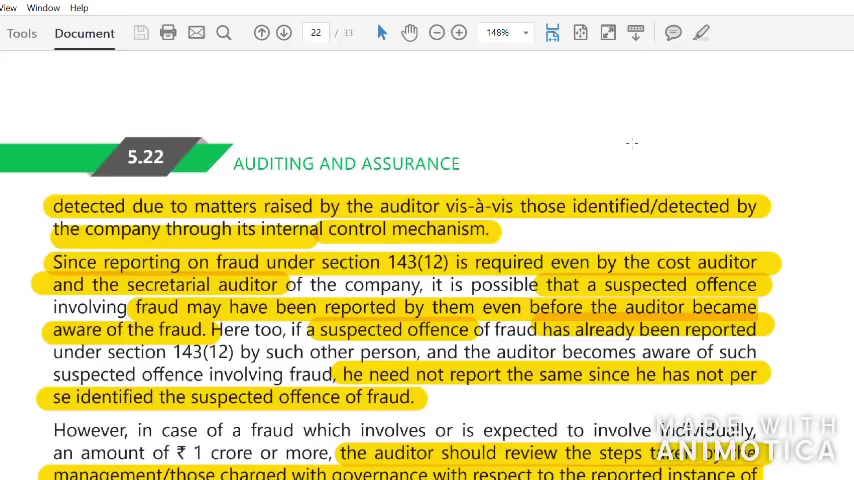 View Window Help
Tools Document 22 / 33 148%
5.22 AUDITING AND ASSURANCE
detected due to matters raised by the auditor vis-à-vis those identified/detected by
the company through its internal control mechanism.
Since reporting on fraud under section 143(12) is required even by the cost auditor
and the secretarial auditor of the company, it is possible that a suspected offence
involving fraud may have been reported by them even before the auditor became
aware of the fraud. Here too, if a suspected offence of fraud has already been reported
under section 143(12) by such other person, and the auditor becomes aware of such
suspected offence involving fraud, he need not report the same since he has not per
se identified the suspected offence of fraud.
However, in case of a fraud which involves or is expected to involve individually,
an amount of ₹ 1 crore or more, the auditor should review the steps taken by the
management/those charged with governance with respect to the reported instance of
MADE WITH
ANIMOTICA